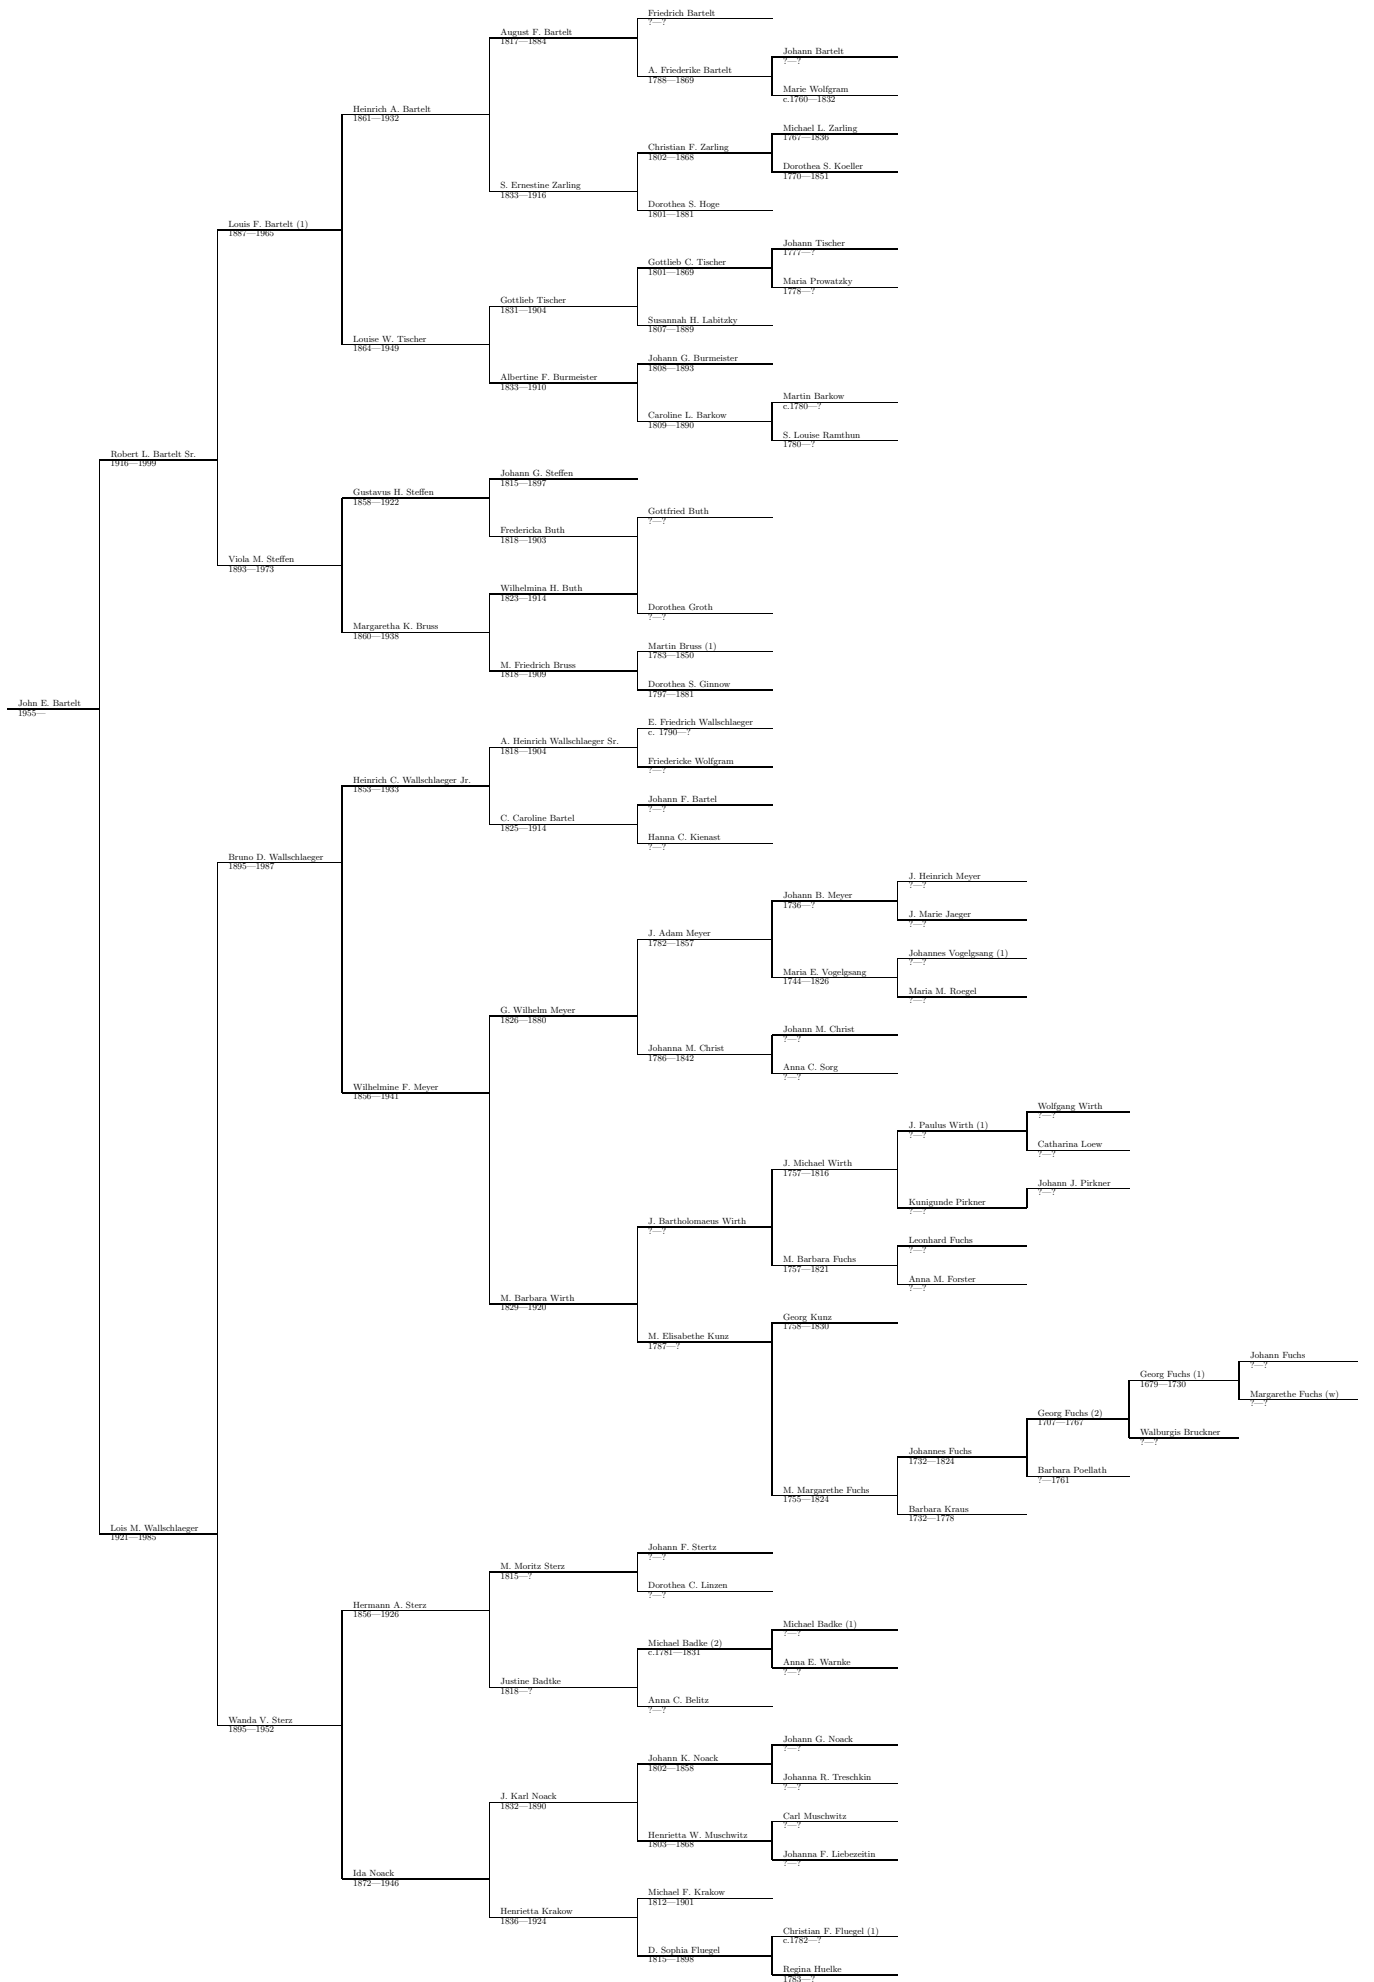 Friedrich Bartelt
?—?
August F. Bartelt
1817—1884
Johann Bartelt
?—?
A. Friederike Bartelt
1788—1869
Marie Wolfgram
c.1760—1832
Heinrich A. Bartelt
1861—1932
Michael L. Zarling
1767—1836
Christian F. Zarling
1802—1868
Dorothea S. Koeller
1770—1851
S. Ernestine Zarling
1833—1916
Dorothea S. Hoge
1801—1881
Louis F. Bartelt (1)
1887—1965
Johann Tischer
1777—?
Gottlieb C. Tischer
1801—1869
Maria Prowatzky
1778—?
Gottlieb Tischer
1831—1904
Susannah H. Labitzky
1807—1889
Louise W. Tischer
1864—1949
Johann G. Burmeister
1808—1893
Albertine F. Burmeister
1833—1910
Martin Barkow
c.1780—?
Caroline L. Barkow
1809—1890
S. Louise Ramthun
1780—?
Robert L. Bartelt Sr.
1916—1999
Johann G. Steffen
1815—1897
Gustavus H. Steffen
1858—1922
Gottfried Buth
?—?
Fredericka Buth
1818—1903
Viola M. Steffen
1893—1973
Wilhelmina H. Buth
1823—1914
Dorothea Groth
?—?
Margaretha K. Bruss
1860—1938
Martin Bruss (1)
1783—1850
M. Friedrich Bruss
1818—1909
Dorothea S. Ginnow
1797—1881
John E. Bartelt
1955—
E. Friedrich Wallschlaeger
c. 1790—?
A. Heinrich Wallschlaeger Sr.
1818—1904
Friedericke Wolfgram
?—?
Heinrich C. Wallschlaeger Jr.
1853—1933
Johann F. Bartel
?—?
C. Caroline Bartel
1825—1914
Hanna C. Kienast
?—?
Bruno D. Wallschlaeger
1895—1987
J. Heinrich Meyer
?—?
Johann B. Meyer
1736—?
J. Marie Jaeger
?—?
J. Adam Meyer
1782—1857
Johannes Vogelgsang (1)
?—?
Maria E. Vogelgsang
1744—1826
Maria M. Roegel
?—?
G. Wilhelm Meyer
1826—1880
Johann M. Christ
?—?
Johanna M. Christ
1786—1842
Anna C. Sorg
?—?
Wilhelmine F. Meyer
1856—1941
Wolfgang Wirth
?—?
J. Paulus Wirth (1)
?—?
Catharina Loew
?—?
J. Michael Wirth
1757—1816
Johann J. Pirkner
?—?
Kunigunde Pirkner
?—?
J. Bartholomaeus Wirth
?—?
Leonhard Fuchs
?—?
M. Barbara Fuchs
1757—1821
Anna M. Forster
?—?
M. Barbara Wirth
1829—1920
Georg Kunz
1758—1830
M. Elisabethe Kunz
1787—?
Johann Fuchs
?—?
Georg Fuchs (1)
1679—1730
Margarethe Fuchs (w)
?—?
Georg Fuchs (2)
1707—1767
Walburgis Bruckner
?—?
Johannes Fuchs
1732—1824
Barbara Poellath
?—1761
M. Margarethe Fuchs
1755—1824
Barbara Kraus
1732—1778
Lois M. Wallschlaeger
1921—1985
Johann F. Stertz
?—?
M. Moritz Sterz
1815—?
Dorothea C. Linzen
?—?
Hermann A. Sterz
1856—1926
Michael Badke (1)
?—?
Michael Badke (2)
c.1781—1831
Anna E. Warnke
?—?
Justine Badtke
1818—?
Anna C. Belitz
?—?
Wanda V. Sterz
1895—1952
Johann G. Noack
?—?
Johann K. Noack
1802—1858
Johanna R. Treschkin
?—?
J. Karl Noack
1832—1890
Carl Muschwitz
?—?
Henrietta W. Muschwitz
1803—1868
Johanna F. Liebezeitin
?—?
Ida Noack
1872—1946
Michael F. Krakow
1812—1901
Henrietta Krakow
1836—1924
Christian F. Fluegel (1)
c.1782—?
D. Sophia Fluegel
1815—1898
Regina Huelke
1783—?